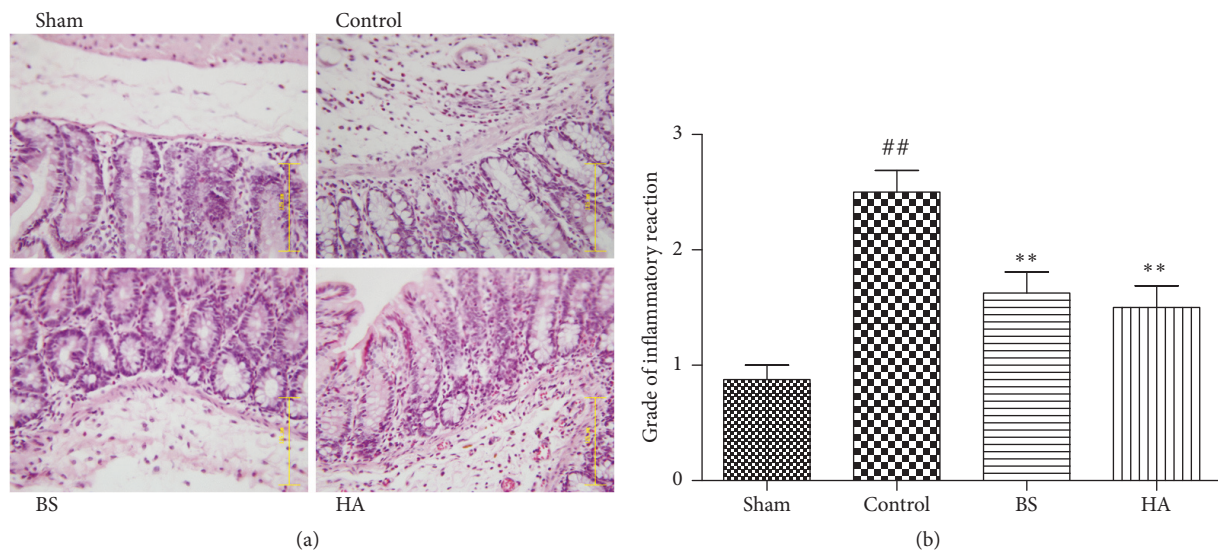 Sham
Control
BS
HA
(a)
Grade of inflammatory reaction
3
2
1
0
##
**
**
Sham
Control
BS
HA
(b)